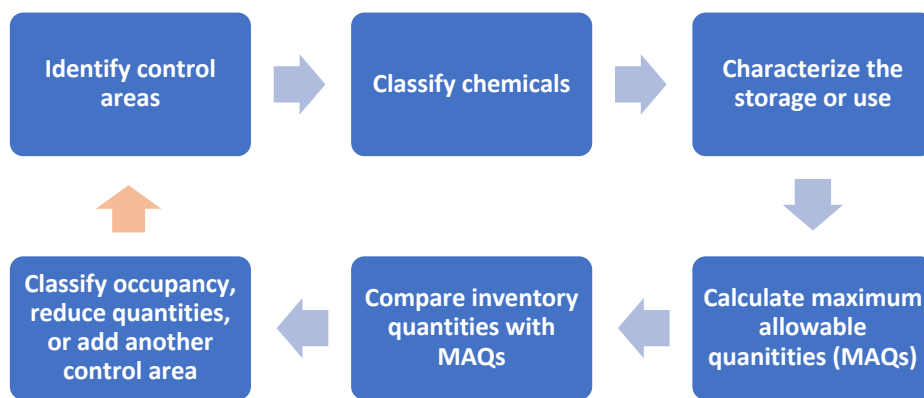 Identify control
areas
Classify chemicals
Characterize the
storage or use
Calculate maximum
allowable
quanitities (MAQs)
Compare inventory
quantities with
MAQs
Classify occupancy,
reduce quantities,
or add another
control area